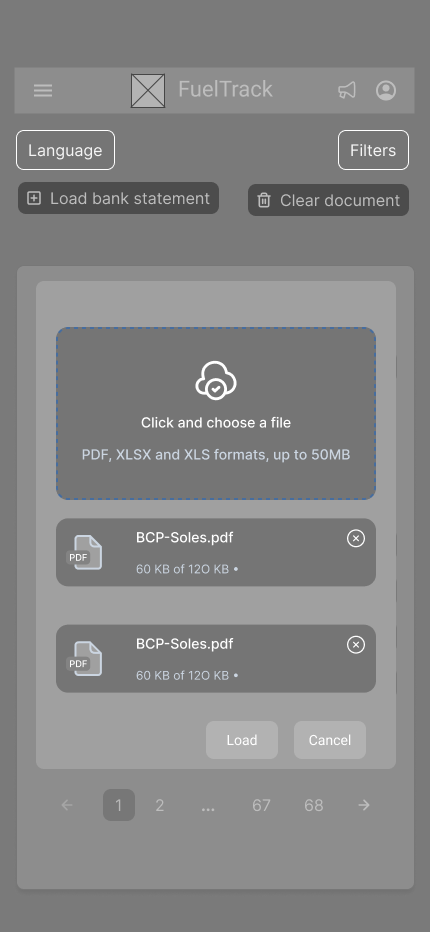 FuelTrack
Language
Filters
Load bank statement
Clear document
Click and choose a file
PDF, XLSX and XLS formats, up to 50MB
BCP-Soles.pdf
PDF
60 KB of 12O KB •
BCP-Soles.pdf
PDF
60 KB of 12O KB •
Load
Cancel
1 2 ... 67 68